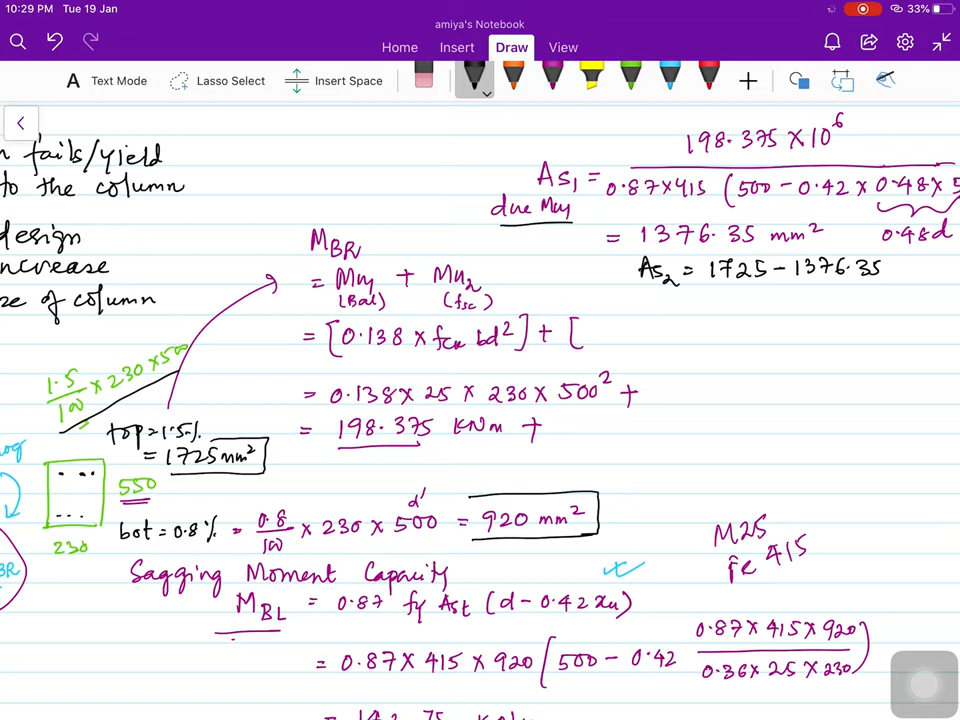 10:29 PM Tue 19 Jan
33%
amiya's Notebook
Home Insert Draw View
Text Mode Lasso Select Insert Space
n fails/yield
to the column
design
increase
ze of column
198.375 × 10^6
As1 = 0.87×415 (500 - 0.42 × 0.48 × 5
due Mu1
= 1376.35 mm²
0.48d
As2 = 1725 - 1376.35
MBR
= Mu1 + Mu2
(Bal) (fsc)
= [0.138 × fck bd²] + [
= 0.138 × 25 × 230 × 500² +
= 198.375 KNm +
1.5/100 × 230 × 500
top = 1.5%
= 1725 mm²
550
230
bot = 0.8% = 0.8/100 × 230 × 500 = 920 mm²
d'
M25
fe 415
Sagging Moment Capacity
MBL = 0.87 fy Ast (d - 0.42 xu)
= 0.87 × 415 × 920 (500 - 0.42 0.87×415×920/0.36×25×230)
BR